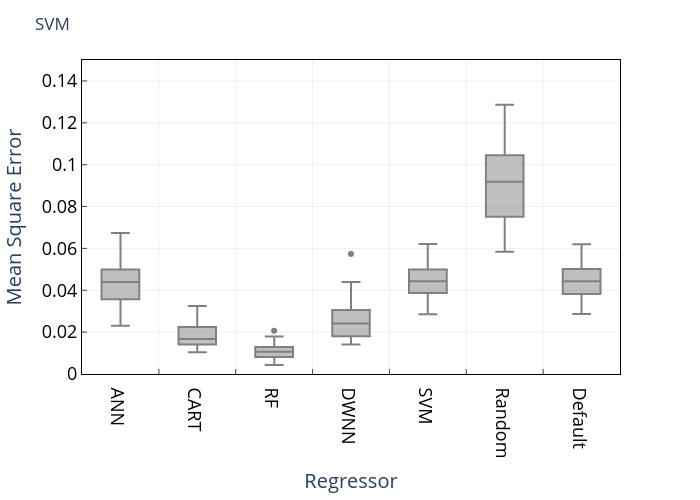 SVM
Mean Square Error
0.14
0.12
0.1
0.08
0.06
0.04
0.02
0
ANN
CART
RF
DWNN
SVM
Random
Default
Regressor